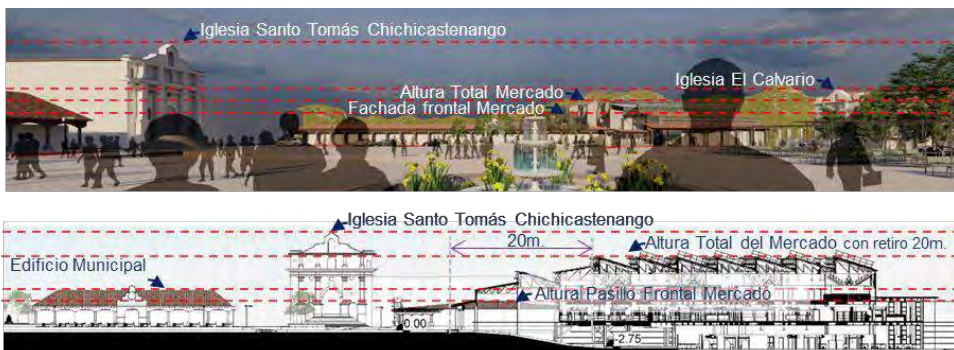 Iglesia Santo Tomás Chichicastenango
Iglesia El Calvario
Altura Total Mercado
Fachada frontal Mercado
Iglesia Santo Tomás Chichicastenango
20m.
Altura Total del Mercado con retiro 20m.
Edificio Municipal
Altura Pasillo Frontal Mercado
0.00
-2.75